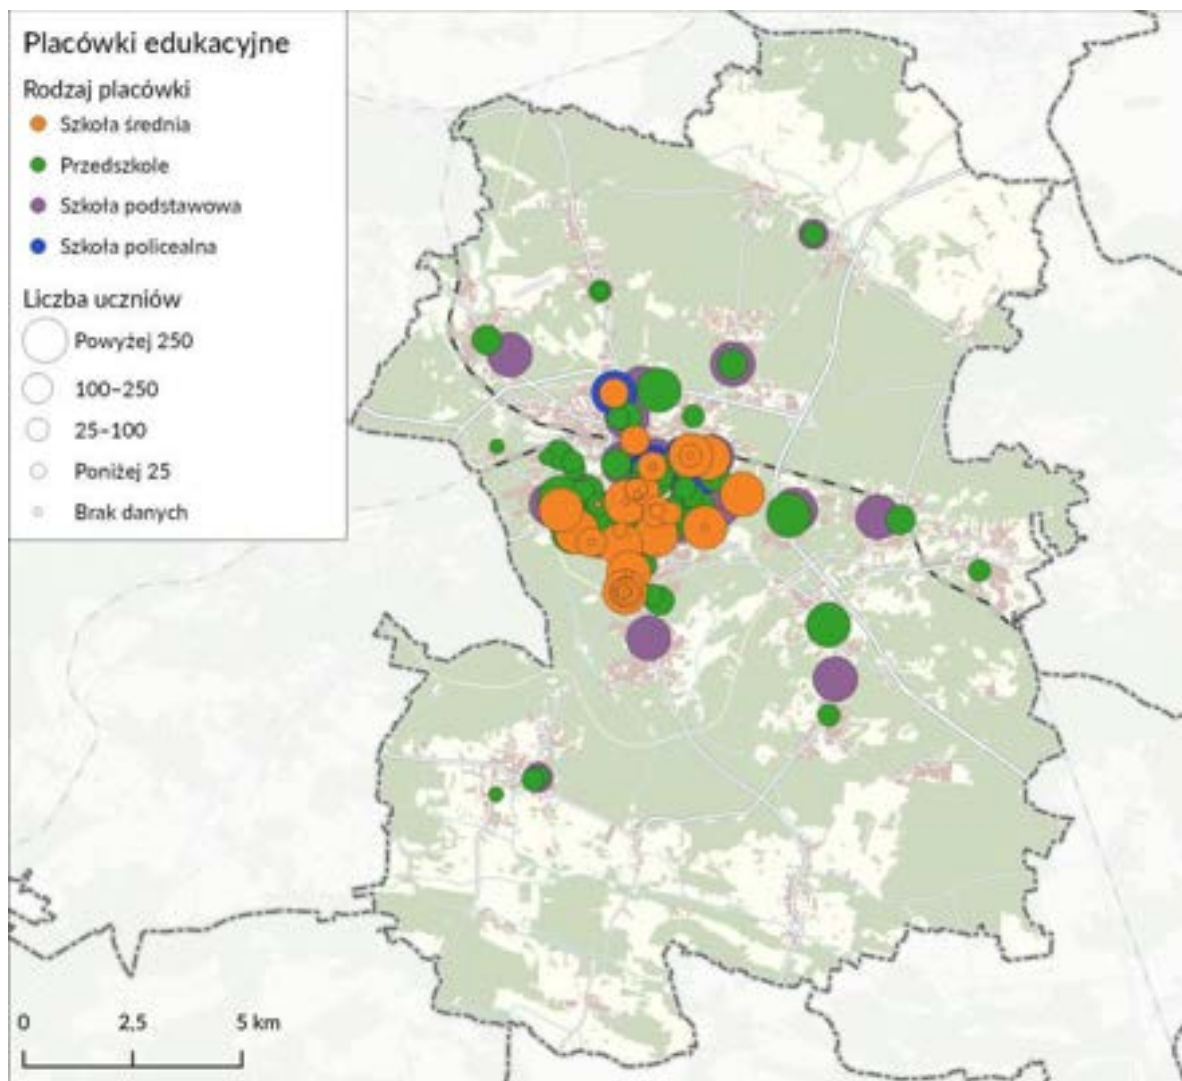 Placówki edukacyjne
Rodzaj placówki
Szkoła średnia
Przedszkole
Szkoła podstawowa
Szkoła policealna
Liczba uczniów
Powyżej 250
100–250
25–100
Poniżej 25
Brak danych
0 2,5 5 km